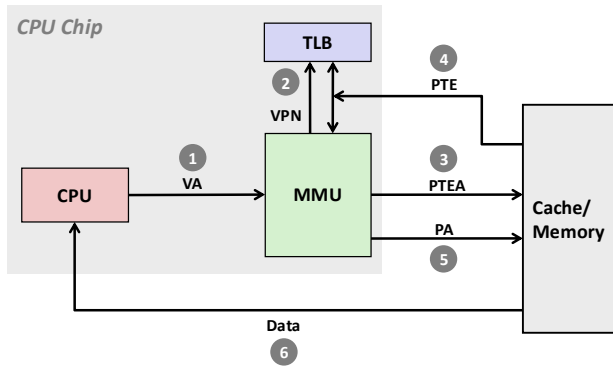 CPU Chip
TLB
4
PTE
2
VPN
1
VA
3
PTEA
CPU
MMU
Cache/
Memory
PA
5
Data
6